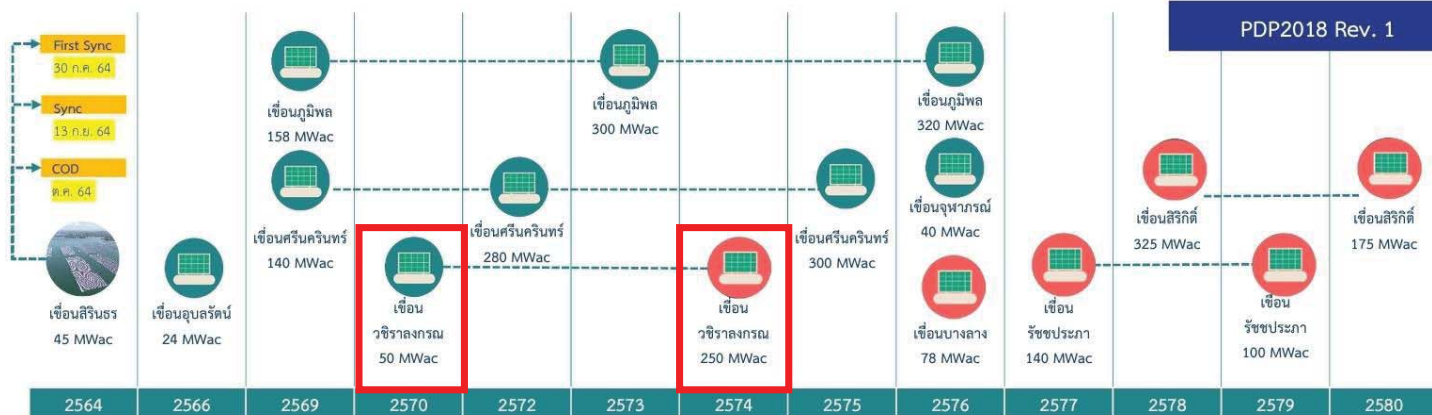 PDP2018 Rev. 1
First Sync
30 ก.ค. 64
Sync
13 ก.ย. 64
COD
ต.ค. 64
เขื่อนสิรินธร
45 MWac
เขื่อนอุบลรัตน์
24 MWac
เขื่อนภูมิพล
158 MWac
เขื่อนศรีนครินทร์
140 MWac
เขื่อน
วชิราลงกรณ
50 MWac
เขื่อนศรีนครินทร์
280 MWac
เขื่อนภูมิพล
300 MWac
เขื่อน
วชิราลงกรณ
250 MWac
เขื่อนศรีนครินทร์
300 MWac
เขื่อนภูมิพล
320 MWac
เขื่อนจุฬาภรณ์
40 MWac
เขื่อนบางลาง
78 MWac
เขื่อน
รัชชประภา
140 MWac
เขื่อนสิริกิติ์
325 MWac
เขื่อน
รัชชประภา
100 MWac
เขื่อนสิริกิติ์
175 MWac
2564 2566 2569 2570 2572 2573 2574 2575 2576 2577 2578 2579 2580